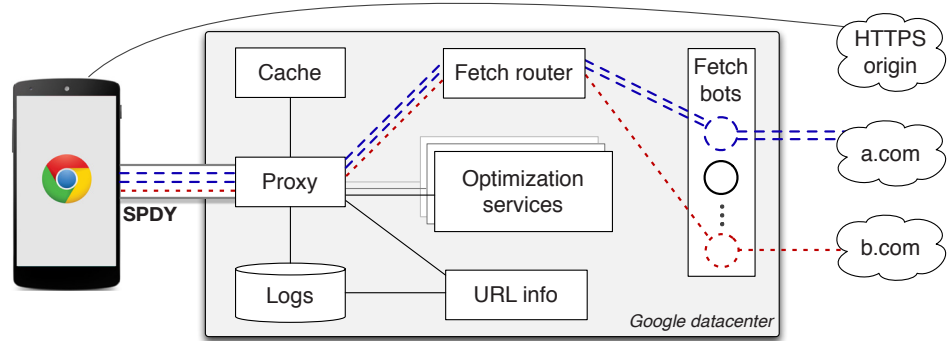 HTTPS
origin
Cache
Fetch router
Fetch
bots
a.com
Proxy
Optimization
services
SPDY
b.com
Logs
URL info
Google datacenter